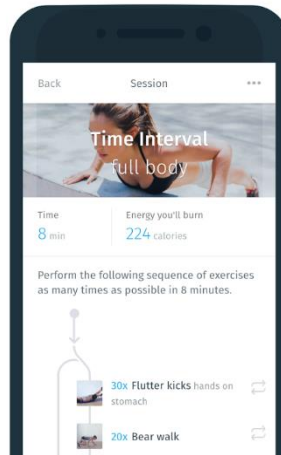 Back Session
Time Interval
full body
Time Energy you'll burn
8 min 224 calories
Perform the following sequence of exercises
as many times as possible in 8 minutes.
30x Flutter kicks hands on
stomach
20x Bear walk